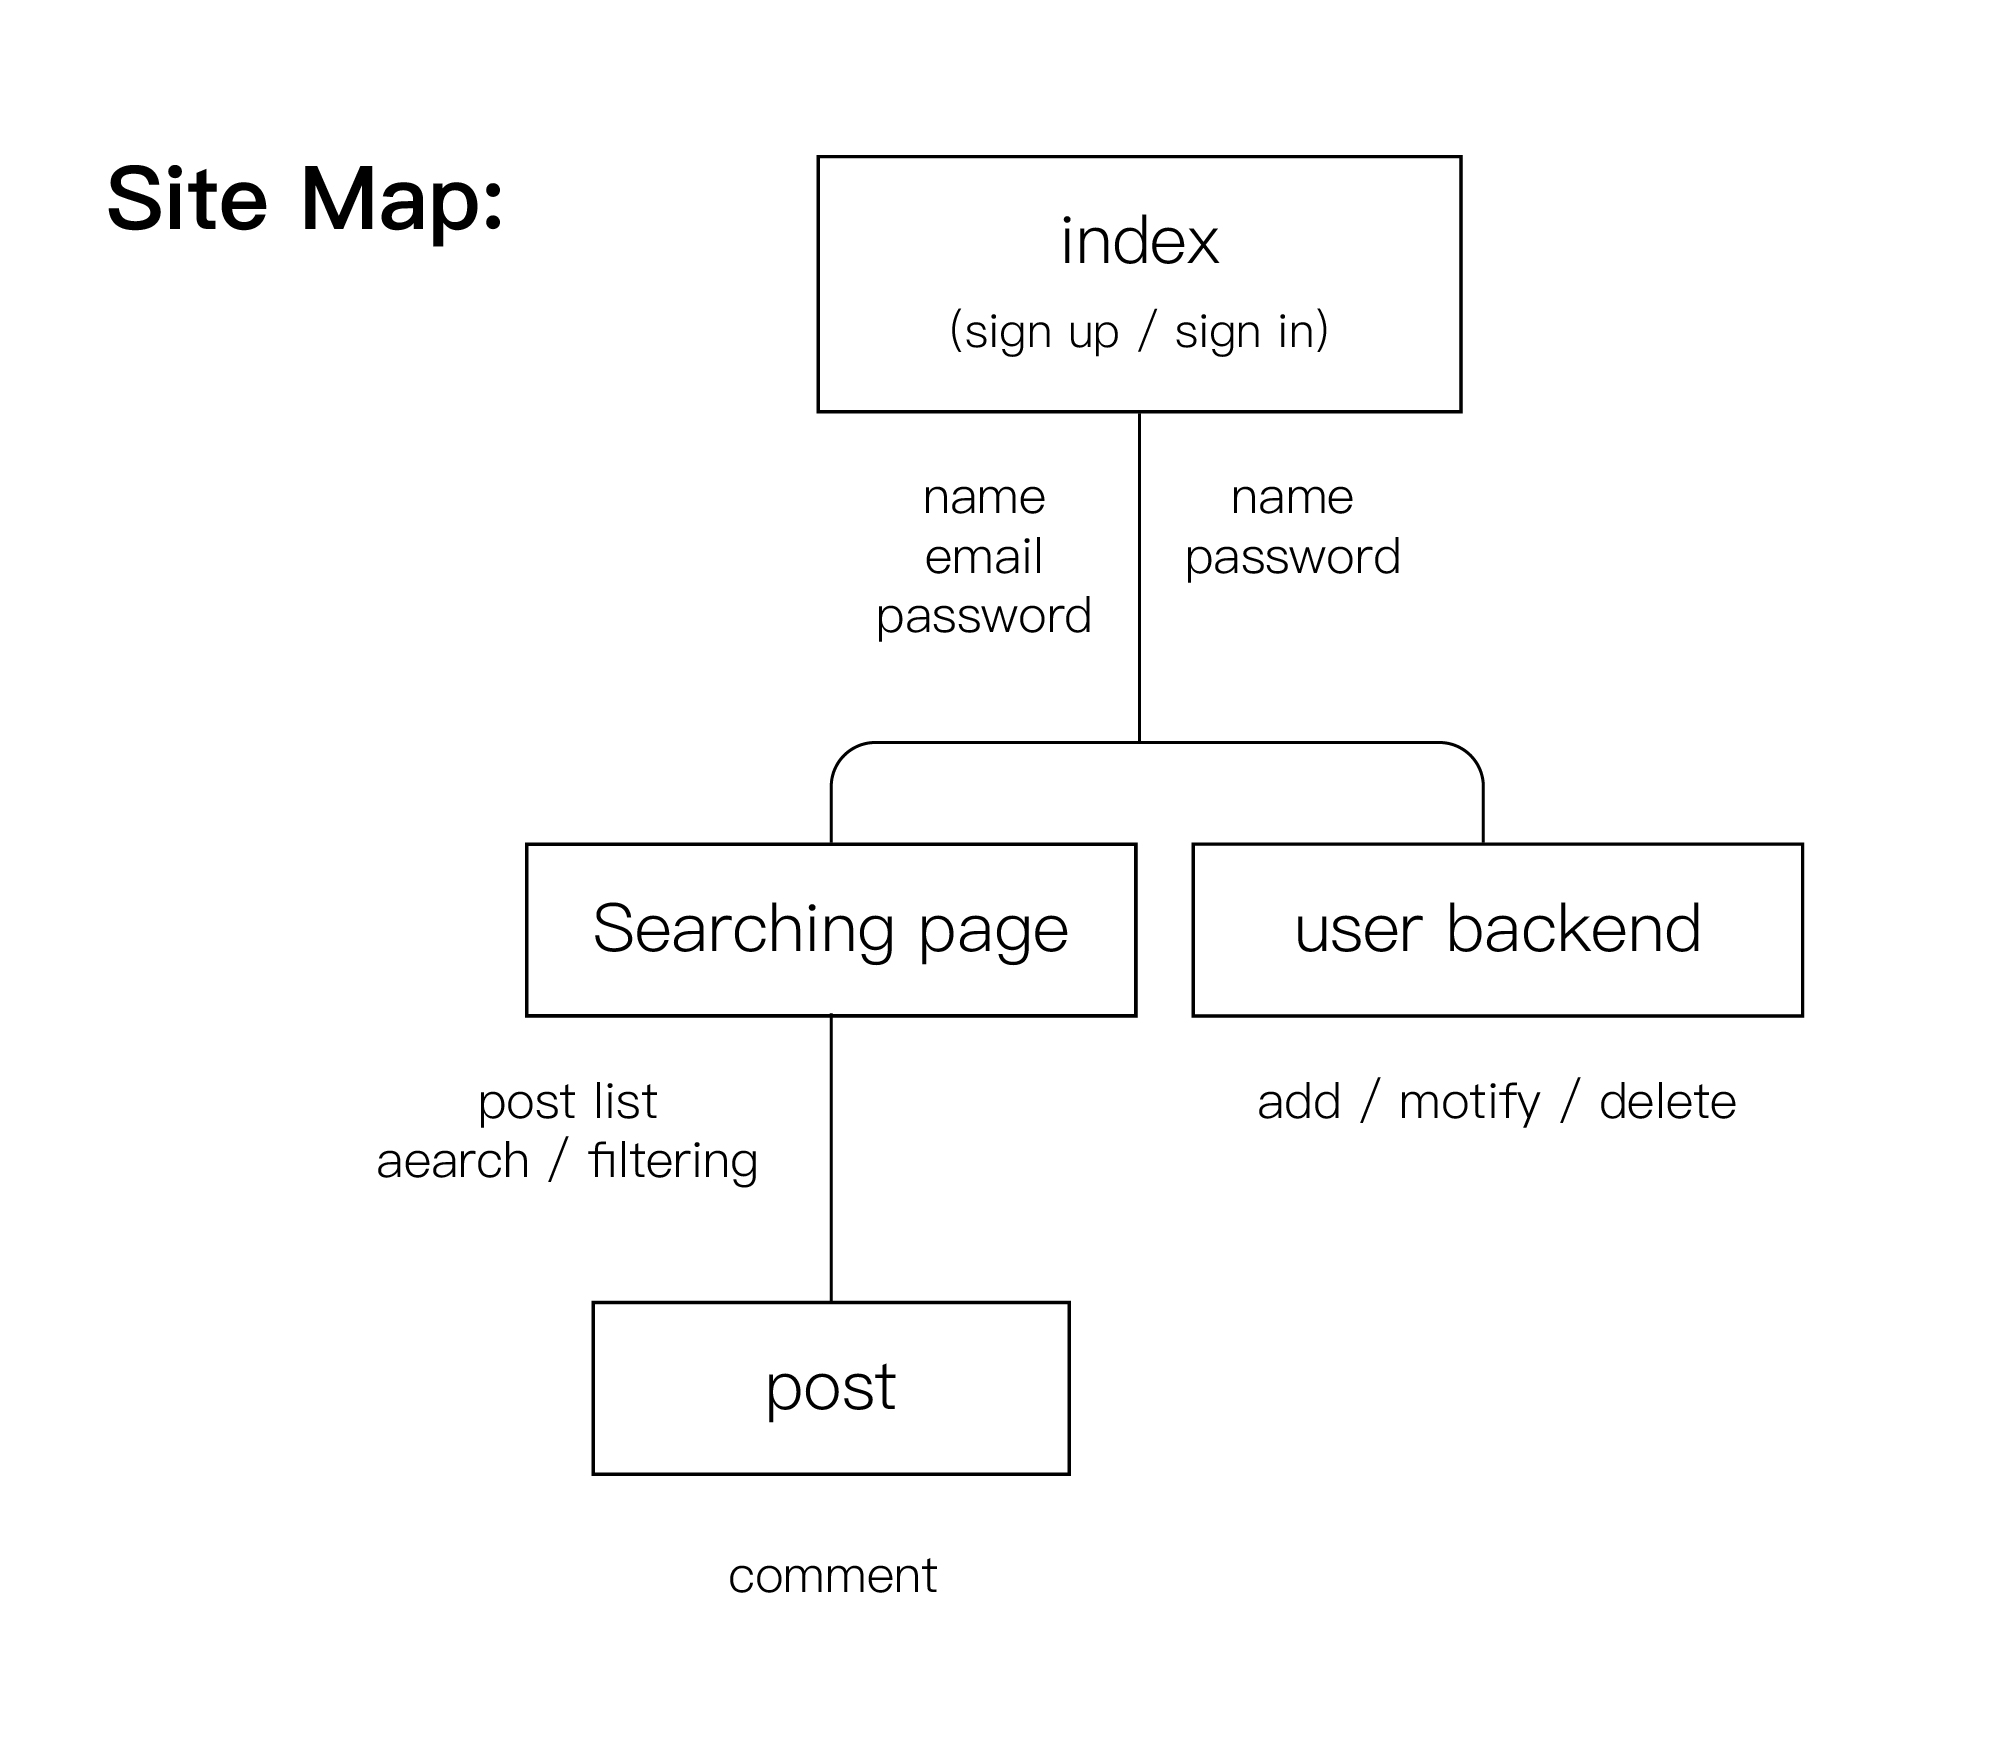 Site Map:
index
(sign up / sign in)
name
email
password
name
password
Searching page
user backend
post list
aearch / filtering
add / motify / delete
post
comment